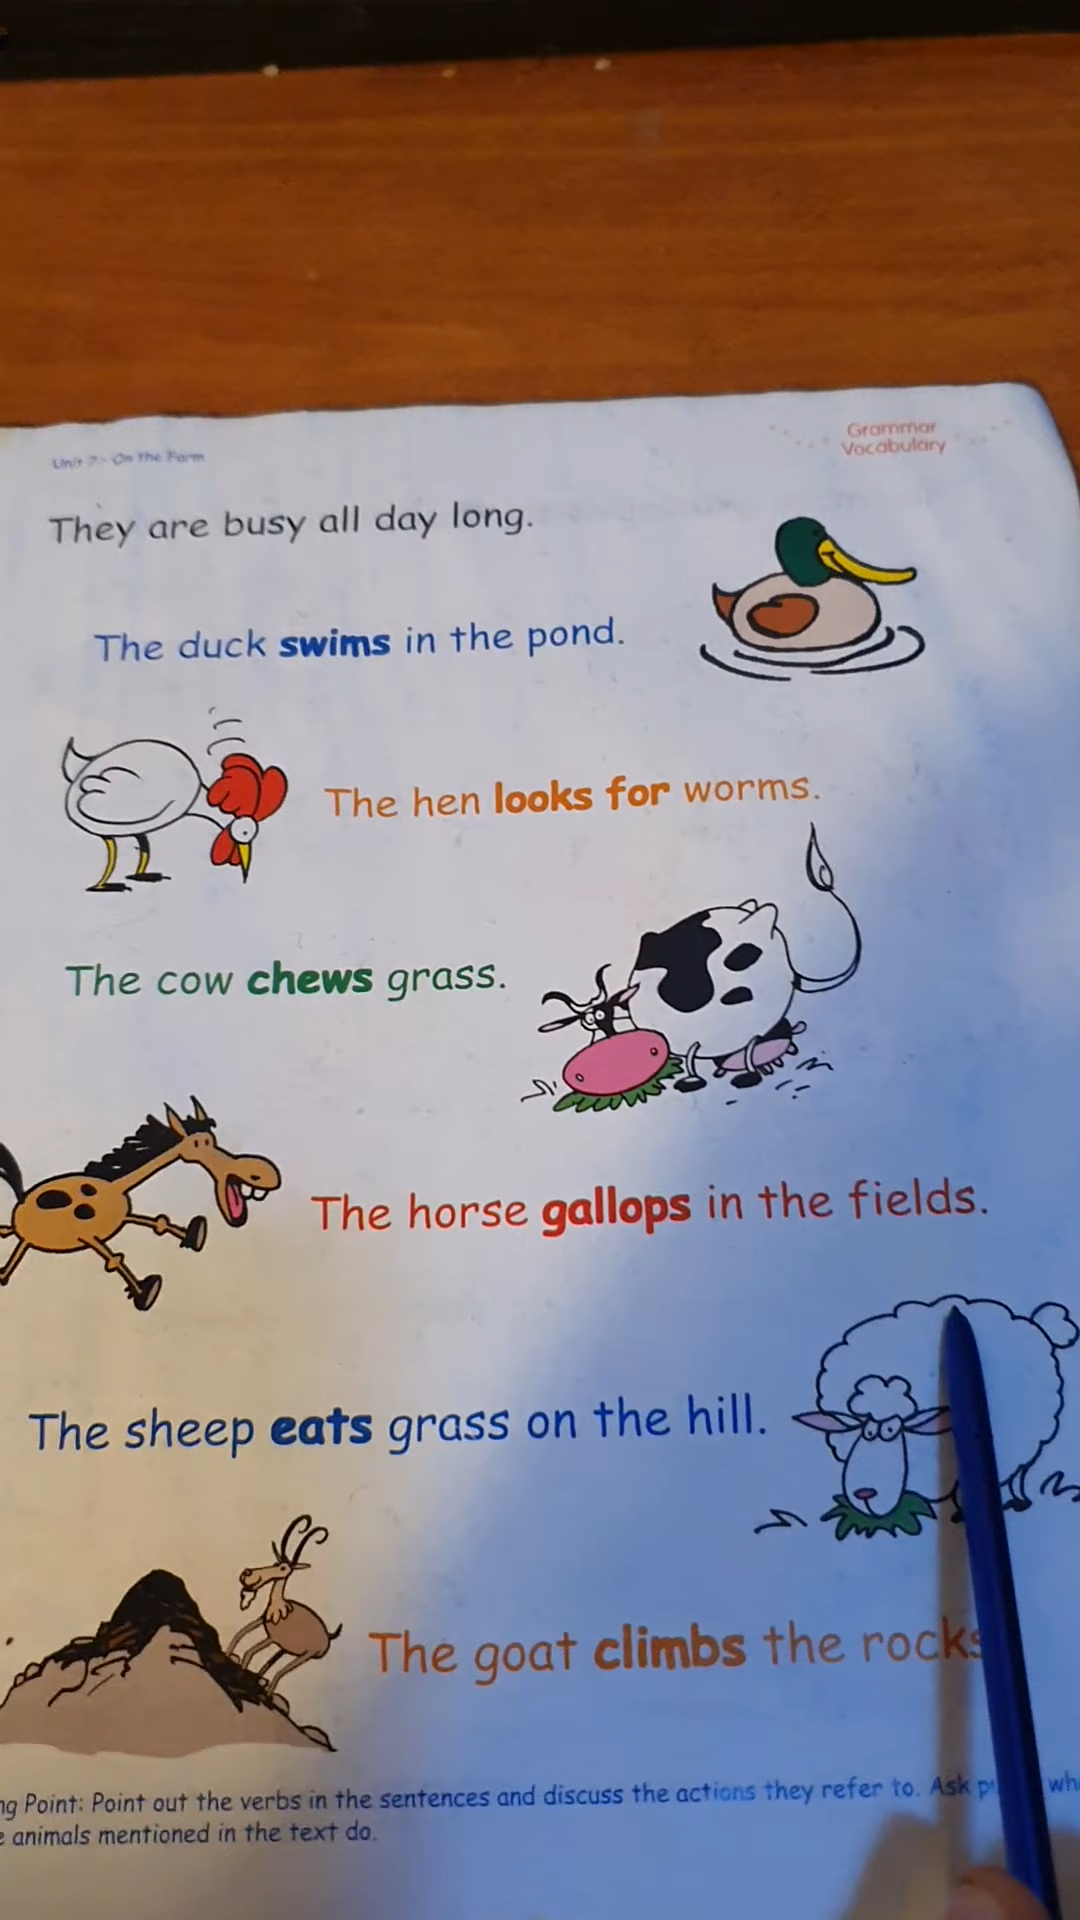 Unit 7 - On the Farm
Grammar
Vocabulary
They are busy all day long.
The duck swims in the pond.
The hen looks for worms.
The cow chews grass.
The horse gallops in the fields.
The sheep eats grass on the hill.
The goat climbs the rocks
Point: Point out the verbs in the sentences and discuss the actions they refer to. Ask
animals mentioned in the text do.